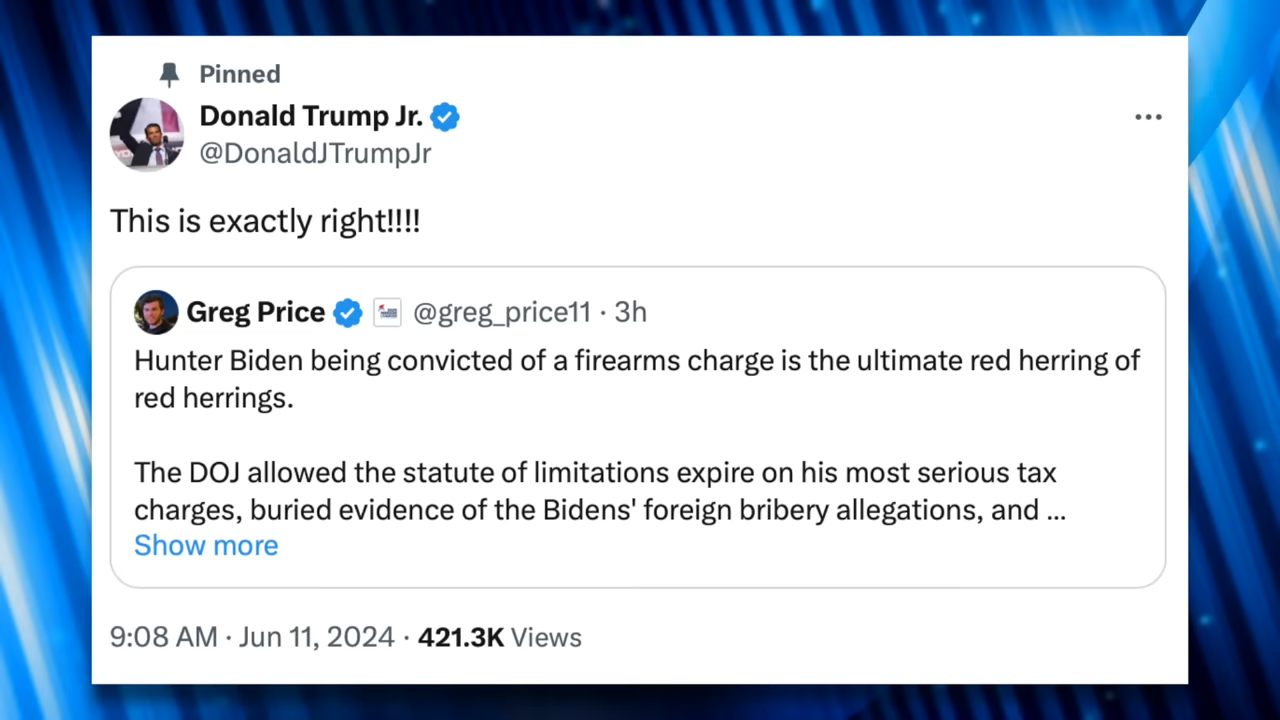 Pinned
Donald Trump Jr.
@DonaldJTrumpJr
This is exactly right!!!!
Greg Price @greg_price11 · 3h
Hunter Biden being convicted of a firearms charge is the ultimate red herring of
red herrings.
The DOJ allowed the statute of limitations expire on his most serious tax
charges, buried evidence of the Bidens' foreign bribery allegations, and ...
Show more
9:08 AM · Jun 11, 2024 · 421.3K Views